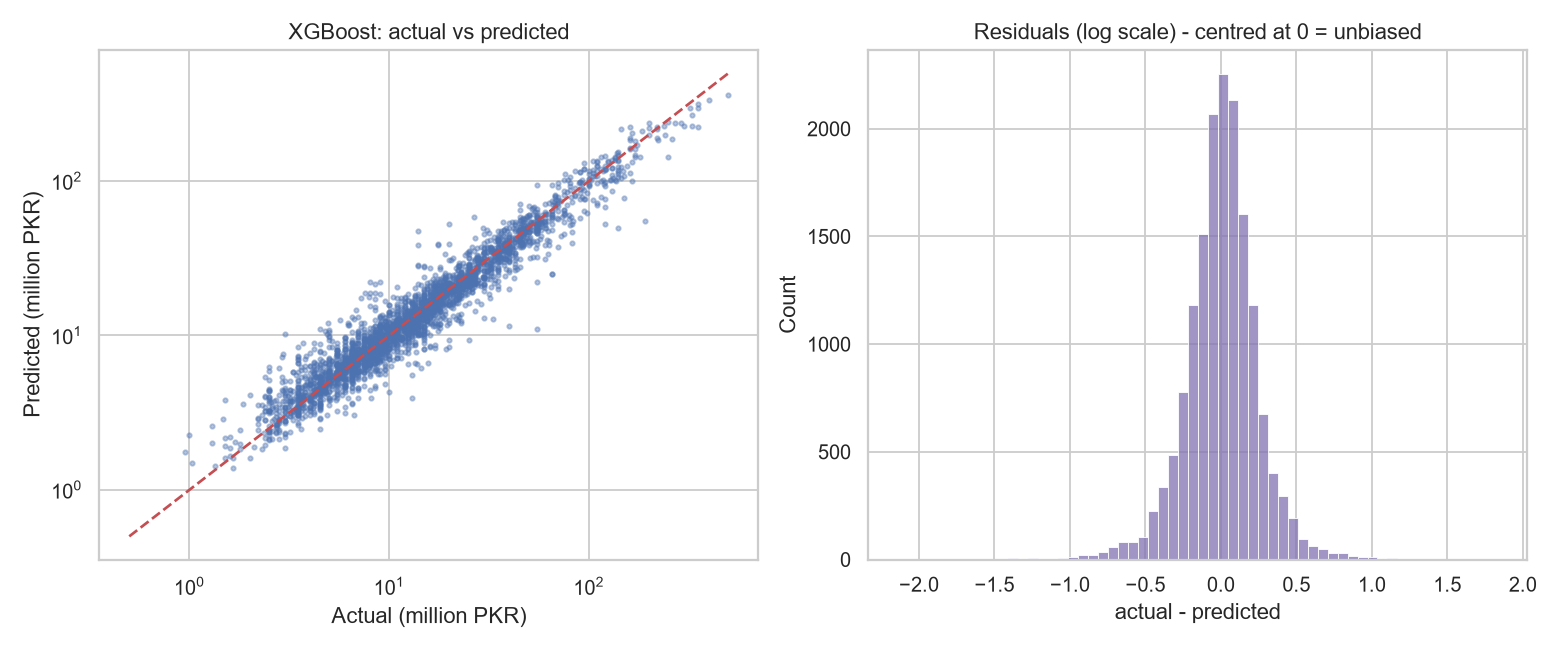 XGBoost: actual vs predicted
Predicted (million PKR)
10²
10¹
10⁰
10⁰ 10¹ 10²
Actual (million PKR)
Residuals (log scale) - centred at 0 = unbiased
Count
2000
1500
1000
500
0
−2.0 −1.5 −1.0 −0.5 0.0 0.5 1.0 1.5 2.0
actual - predicted